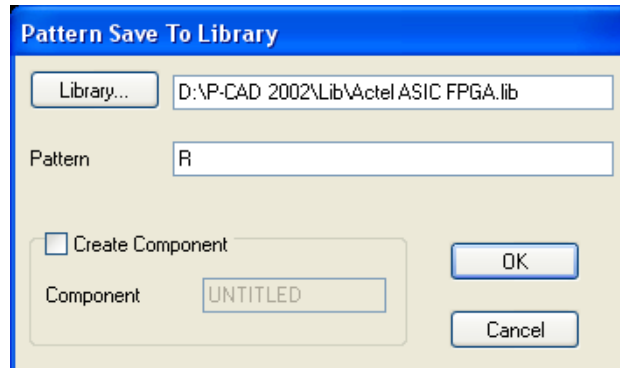 Pattern Save To Library
Library... D:\P-CAD 2002\Lib\Actel ASIC FPGA.lib
Pattern R
Create Component
Component UNTITLED
OK
Cancel